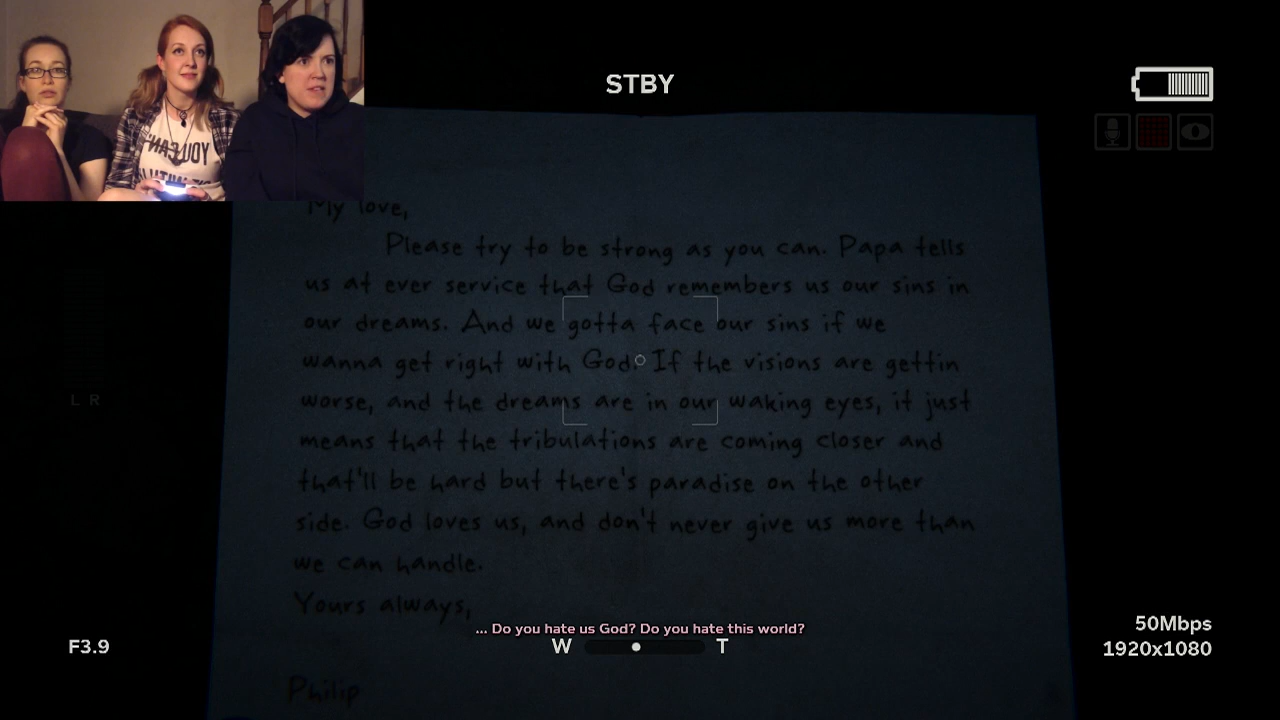 STBY
YOU CAN'T
My love,
Please try to be strong as you can. Papa tells
us at ever service that God remembers us our sins in
our dreams. And we gotta face our sins if we
wanna get right with God. If the visions are gettin
worse, and the dreams are in our waking eyes, it just
means that the tribulations are coming closer and
that'll be hard but there's paradise on the other
side. God loves us, and don't never give us more than
we can handle.
Yours always,
Philip
L R
... Do you hate us God? Do you hate this world?
W T
F3.9
50Mbps
1920x1080